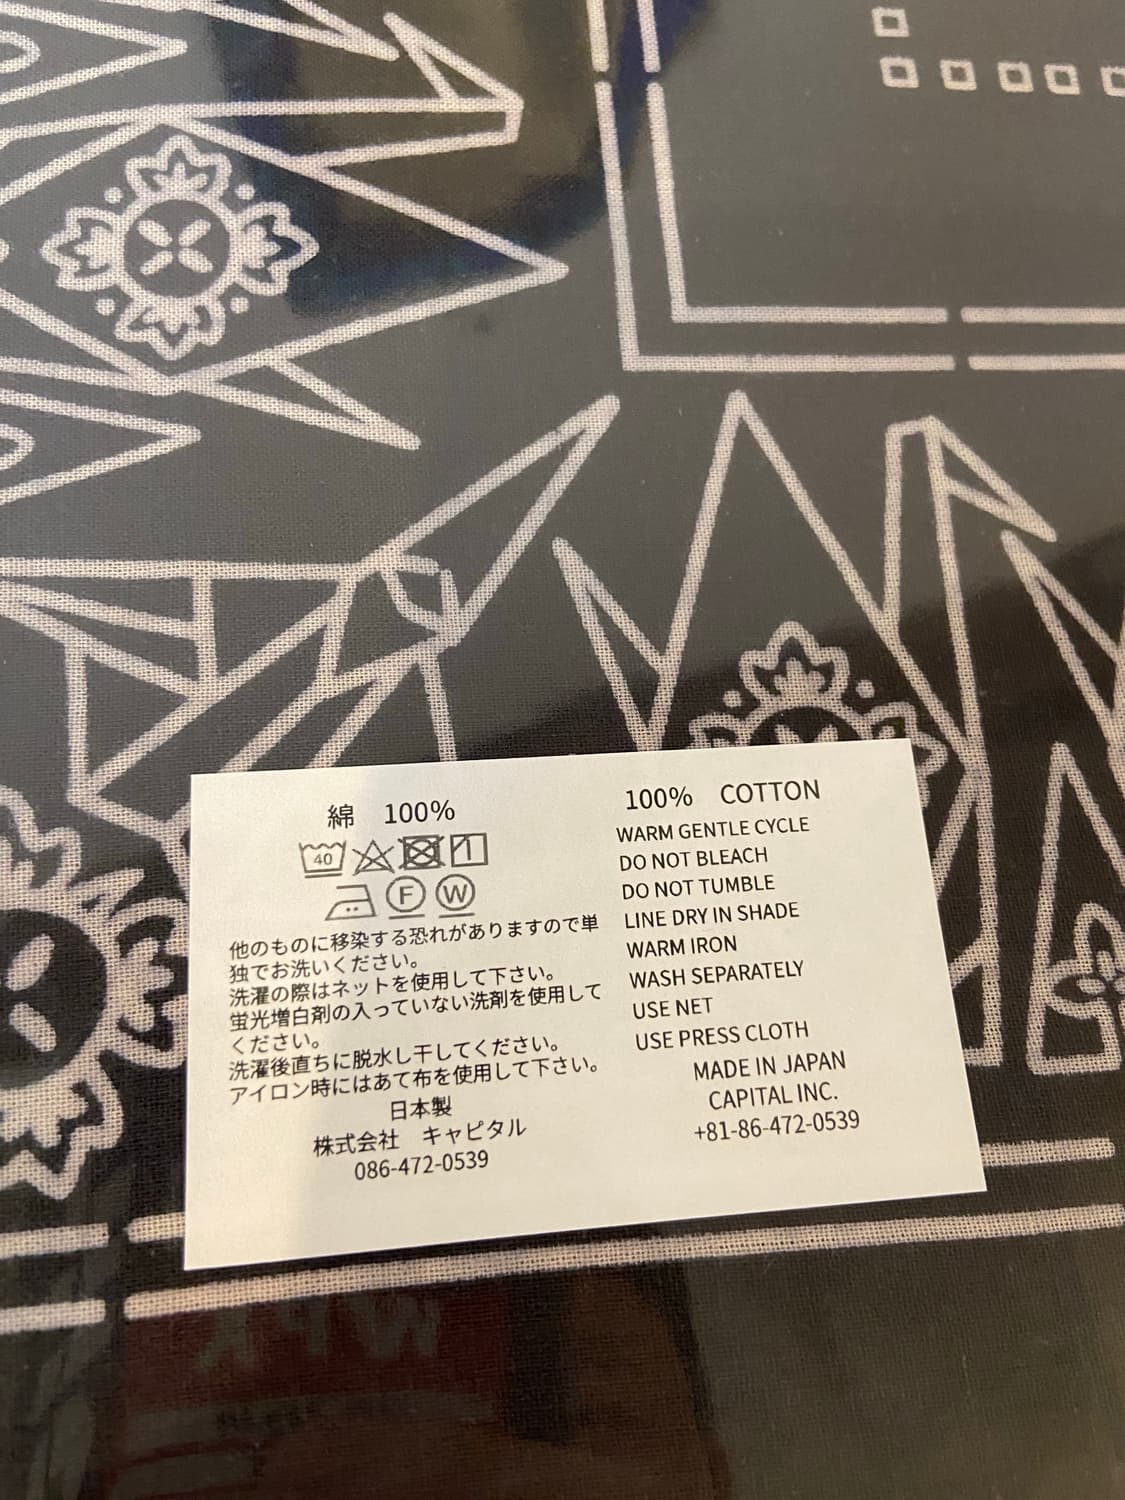 綿　100%
40
F W
他のものに移染する恐れがありますので単
独でお洗いください。
洗濯の際はネットを使用して下さい。
蛍光増白剤の入っていない洗剤を使用して
ください。
洗濯後直ちに脱水し干してください。
アイロン時にはあて布を使用して下さい。
日本製
株式会社　キャピタル
086-472-0539
100%　COTTON
WARM GENTLE CYCLE
DO NOT BLEACH
DO NOT TUMBLE
LINE DRY IN SHADE
WARM IRON
WASH SEPARATELY
USE NET
USE PRESS CLOTH
MADE IN JAPAN
CAPITAL INC.
+81-86-472-0539